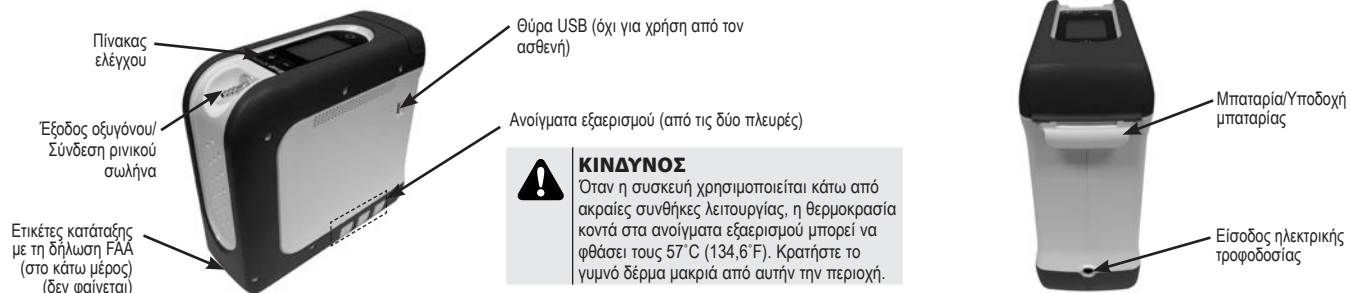 Πίνακας
ελέγχου
Έξοδος οξυγόνου/
Σύνδεση ρινικού
σωλήνα
Ετικέτες κατάταξης
με τη δήλωση FAA
(στο κάτω μέρος)
(δεν φαίνεται)
Θύρα USB (όχι για χρήση από τον
ασθενή)
Ανοίγματα εξαερισμού (από τις δύο πλευρές)
ΚΙΝΔΥΝΟΣ
Όταν η συσκευή χρησιμοποιείται κάτω από
ακραίες συνθήκες λειτουργίας, η θερμοκρασία
κοντά στα ανοίγματα εξαερισμού μπορεί να
φθάσει τους 57˚C (134,6˚F). Κρατήστε το
γυμνό δέρμα μακριά από αυτήν την περιοχή.
Μπαταρία/Υποδοχή
μπαταρίας
Είσοδος ηλεκτρικής
τροφοδοσίας